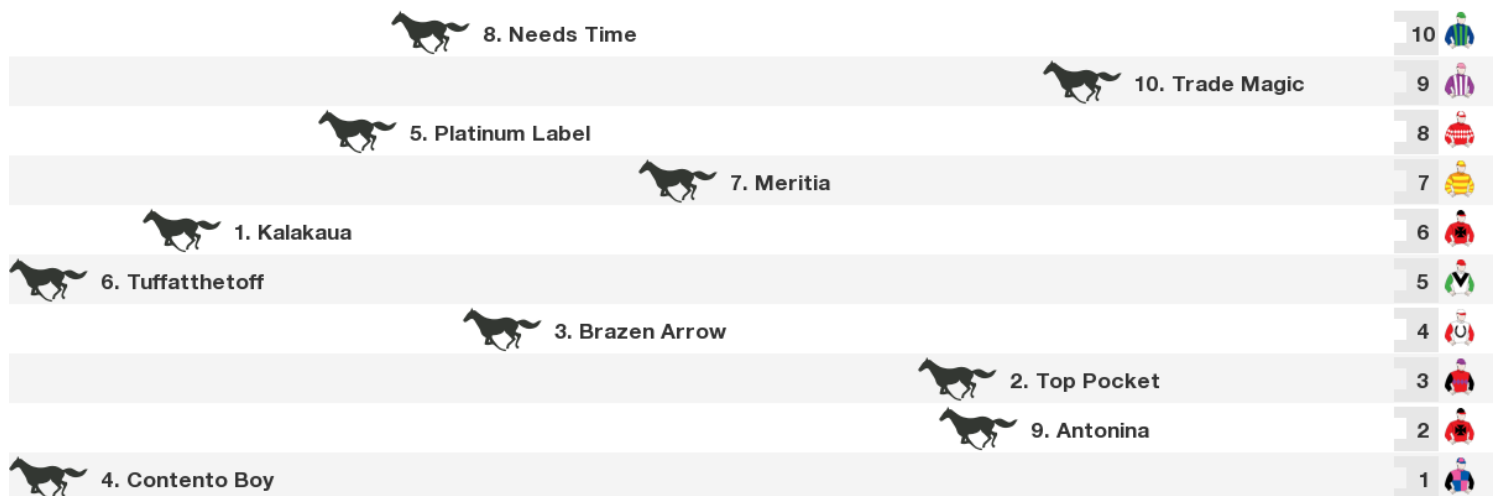 8. Needs Time 10
10. Trade Magic 9
5. Platinum Label 8
7. Meritia 7
1. Kalakaua 6
6. Tuffatthetoff 5
3. Brazen Arrow 4
2. Top Pocket 3
9. Antonina 2
4. Contento Boy 1